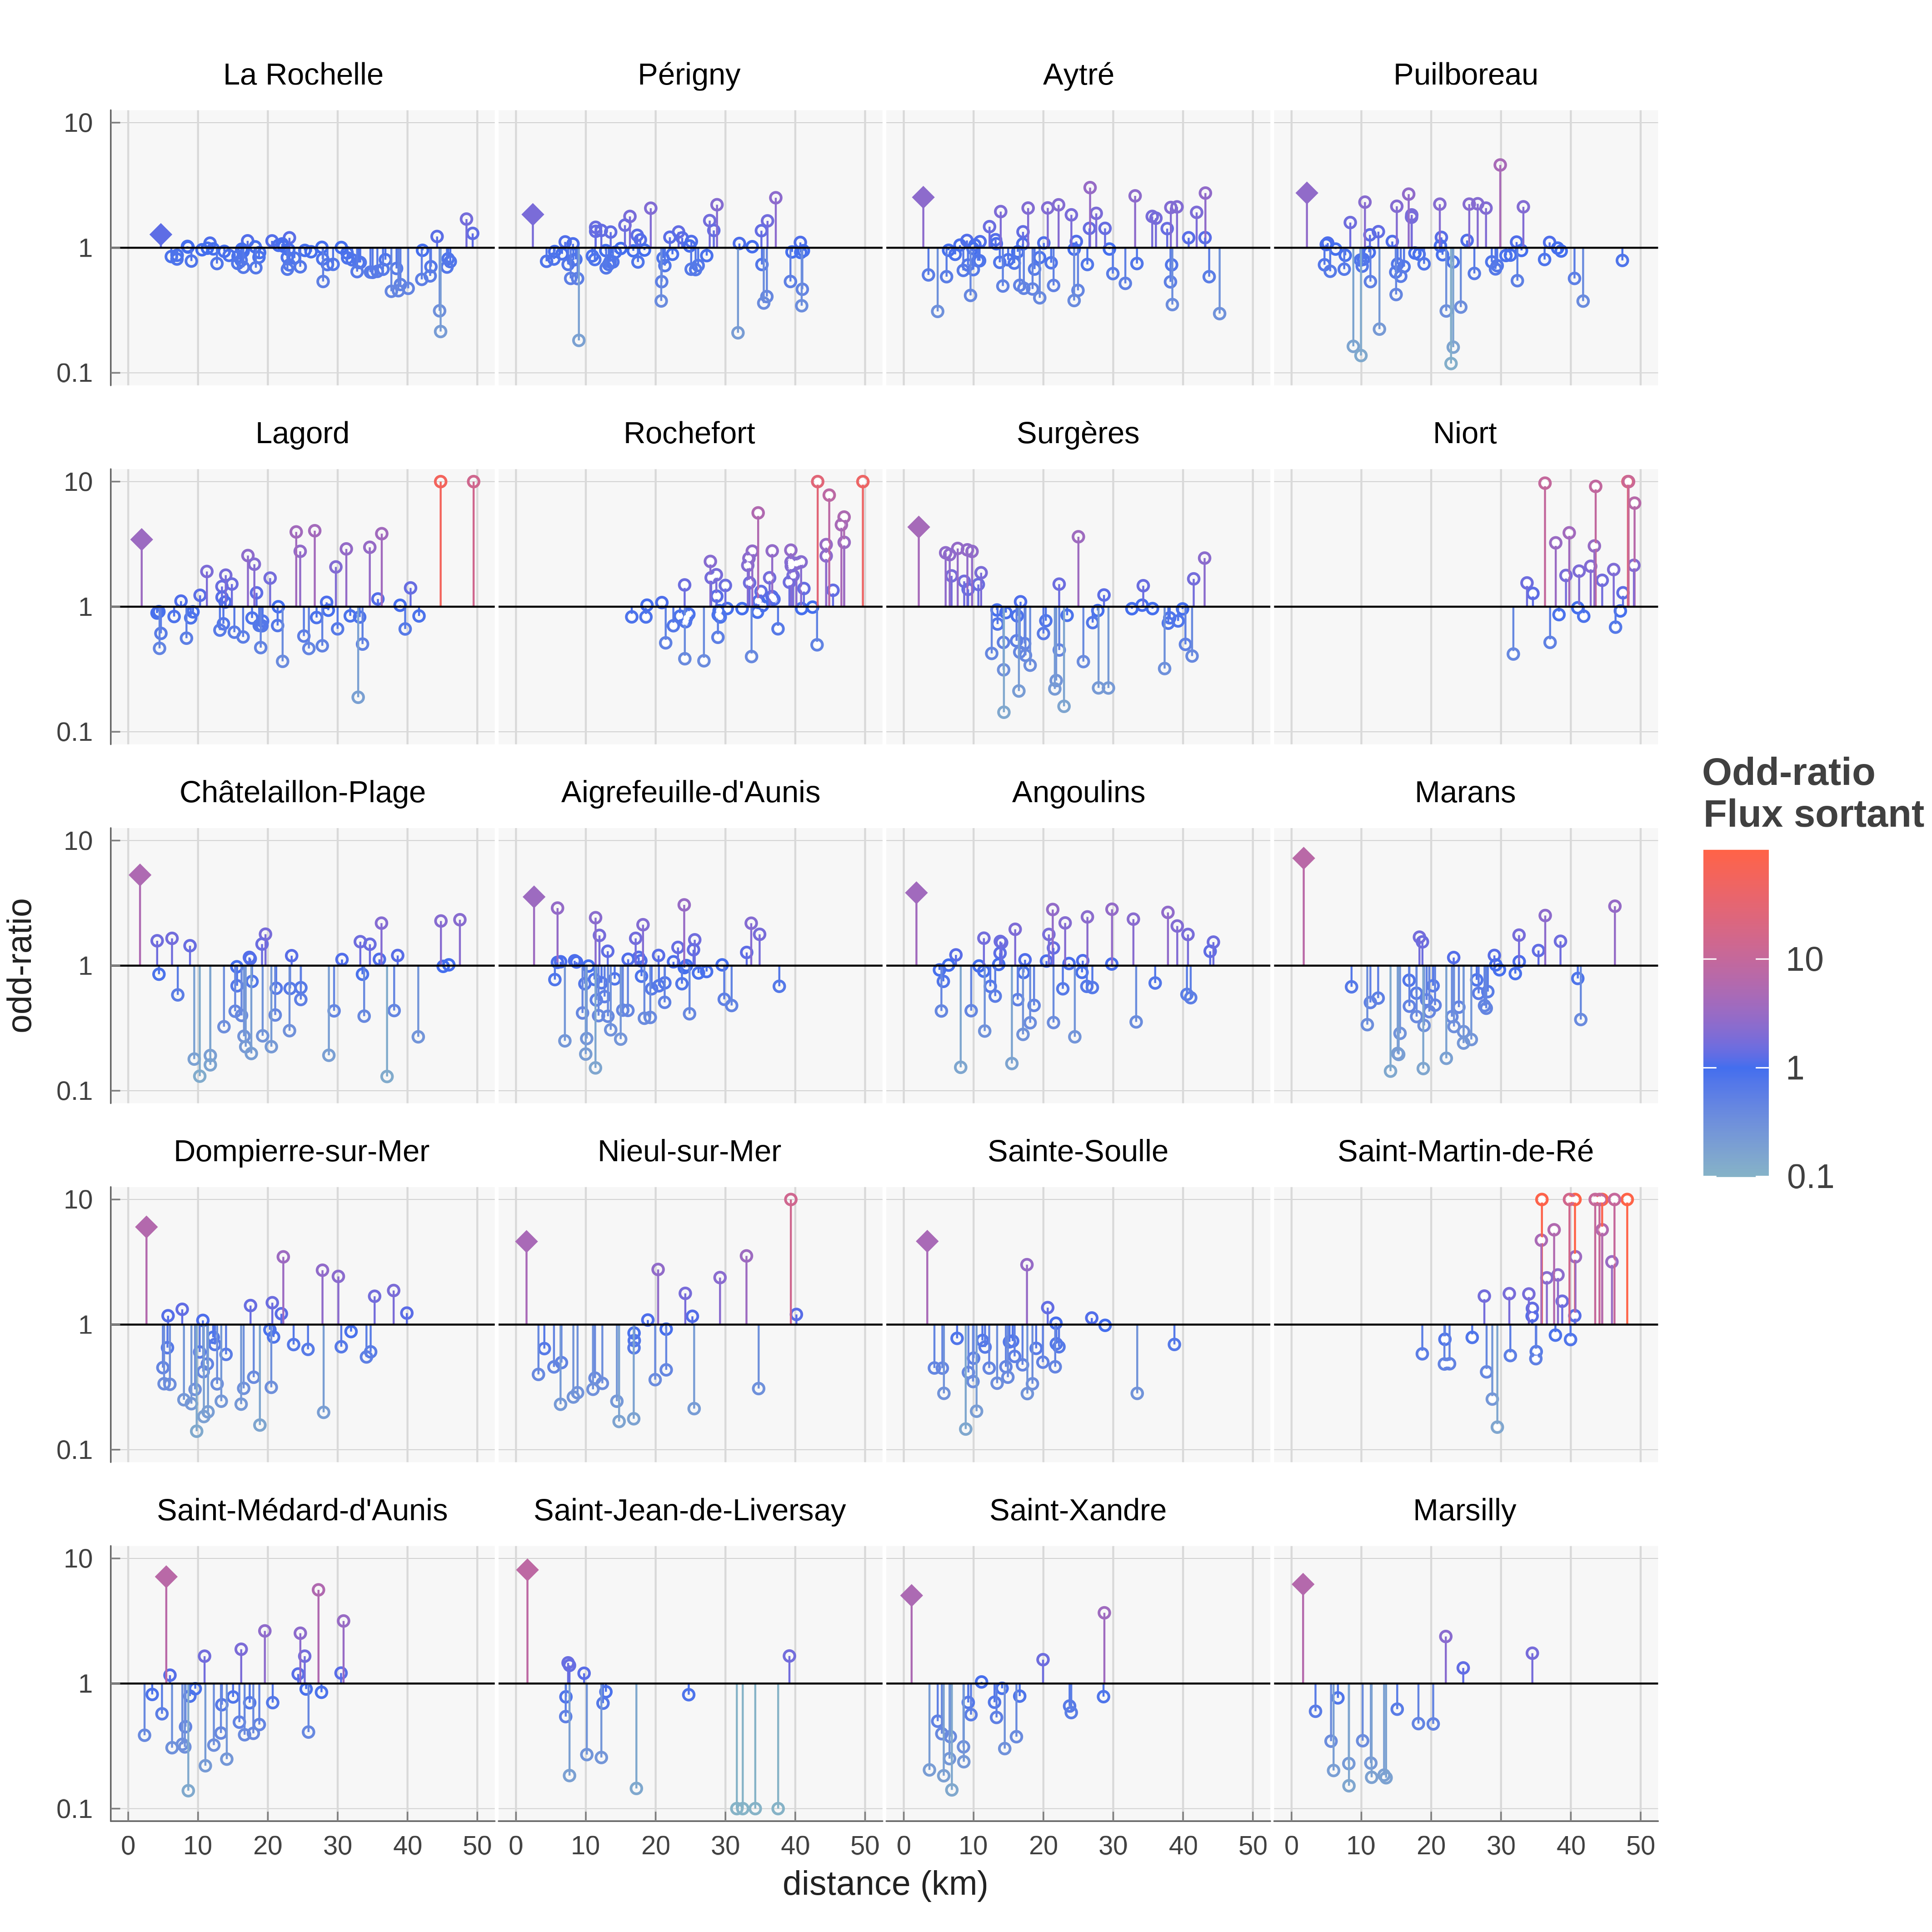 La Rochelle Périgny Aytré Puilboreau
10
1
0.1
Lagord Rochefort Surgères Niort
10
1
0.1
Châtelaillon-Plage Aigrefeuille-d'Aunis Angoulins Marans
10
1
0.1
Dompierre-sur-Mer Nieul-sur-Mer Sainte-Soulle Saint-Martin-de-Ré
10
1
0.1
Saint-Médard-d'Aunis Saint-Jean-de-Liversay Saint-Xandre Marsilly
10
1
0.1
0 10 20 30 40 50 0 10 20 30 40 50 0 10 20 30 40 50 0 10 20 30 40 50
distance (km)
odd-ratio
Odd-ratio
Flux sortant
10
1
0.1